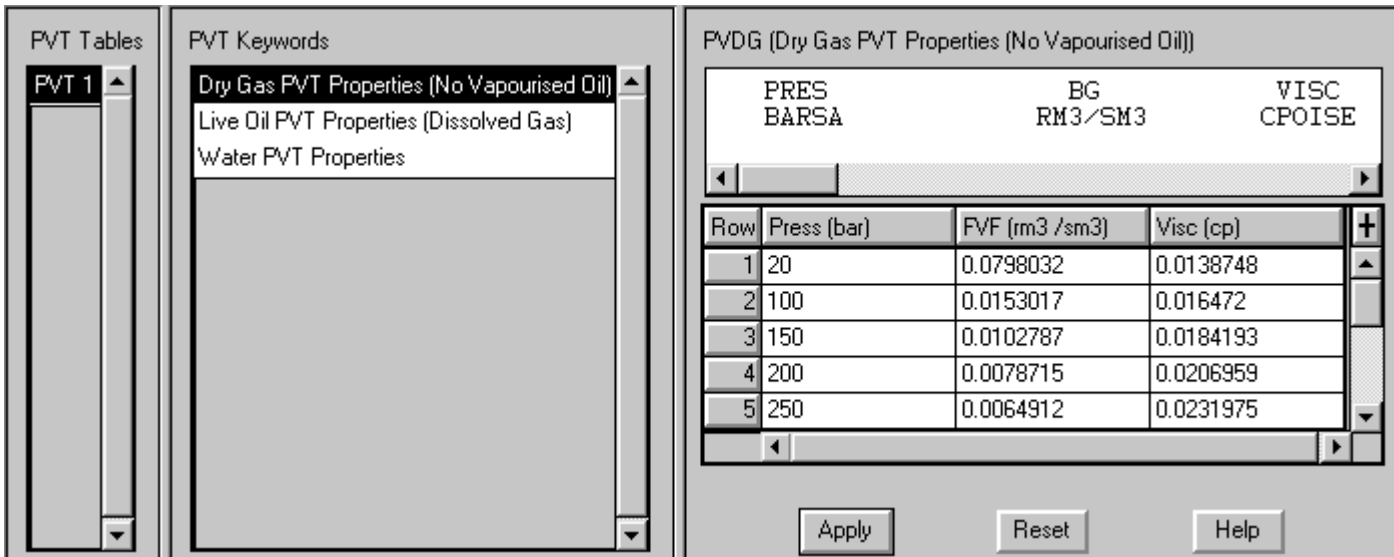 PVT Tables
PVT 1
PVT Keywords
Dry Gas PVT Properties (No Vapourised Oil)
Live Oil PVT Properties (Dissolved Gas)
Water PVT Properties
PVDG (Dry Gas PVT Properties (No Vapourised Oil))
PRES BG VISC
BARSA RM3/SM3 CPOISE
Row Press (bar) FVF (rm3 /sm3) Visc (cp) +
1 20 0.0798032 0.0138748
2 100 0.0153017 0.016472
3 150 0.0102787 0.0184193
4 200 0.0078715 0.0206959
5 250 0.0064912 0.0231975
Apply Reset Help